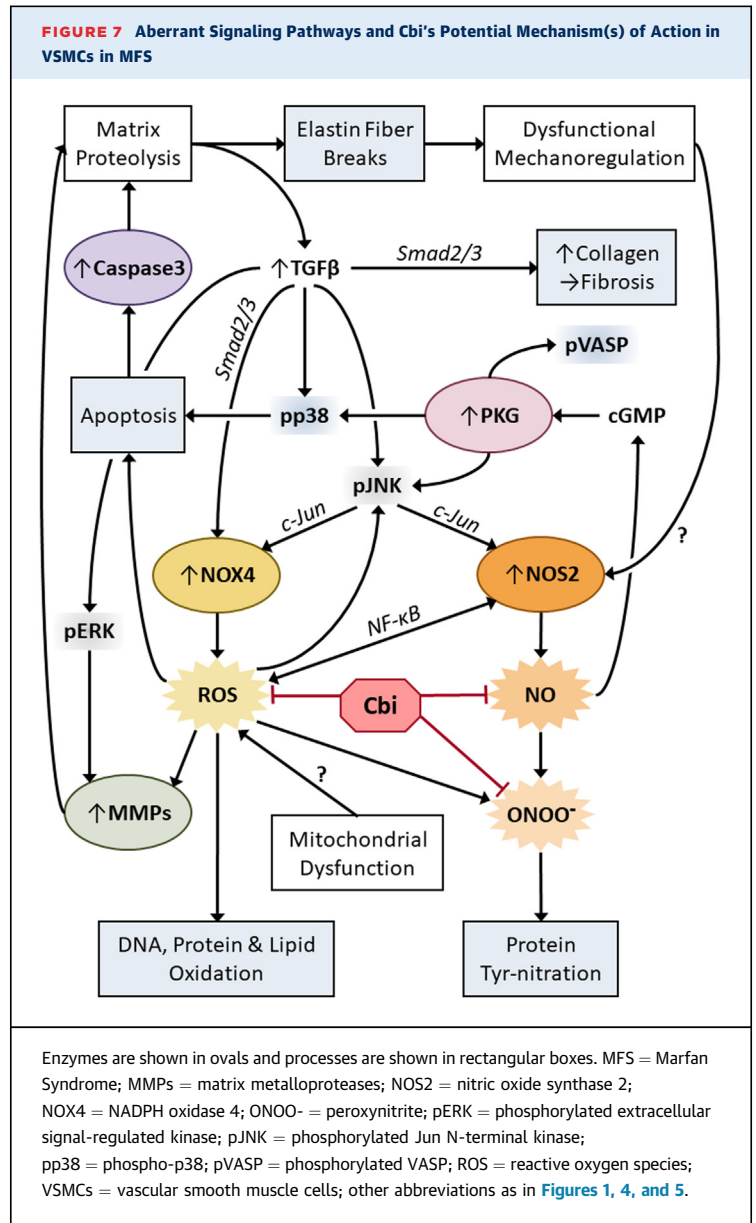 FIGURE 7 Aberrant Signaling Pathways and Cbi's Potential Mechanism(s) of Action in
VSMCs in MFS
Matrix
Proteolysis
Elastin Fiber
Breaks
Dysfunctional
Mechanoregulation
↑Caspase3
↑TGFβ
Smad2/3
↑Collagen
→Fibrosis
Smad2/3
pVASP
Apoptosis
pp38
↑PKG
cGMP
pJNK
c-Jun
c-Jun
?
↑NOX4
↑NOS2
pERK
NF-κB
ROS
Cbi
NO
?
↑MMPs
ONOO-
Mitochondrial
Dysfunction
DNA, Protein & Lipid
Oxidation
Protein
Tyr-nitration
Enzymes are shown in ovals and processes are shown in rectangular boxes. MFS = Marfan
Syndrome; MMPs = matrix metalloproteases; NOS2 = nitric oxide synthase 2;
NOX4 = NADPH oxidase 4; ONOO- = peroxynitrite; pERK = phosphorylated extracellular
signal-regulated kinase; pJNK = phosphorylated Jun N-terminal kinase;
pp38 = phospho-p38; pVASP = phosphorylated VASP; ROS = reactive oxygen species;
VSMCs = vascular smooth muscle cells; other abbreviations as in Figures 1, 4, and 5.